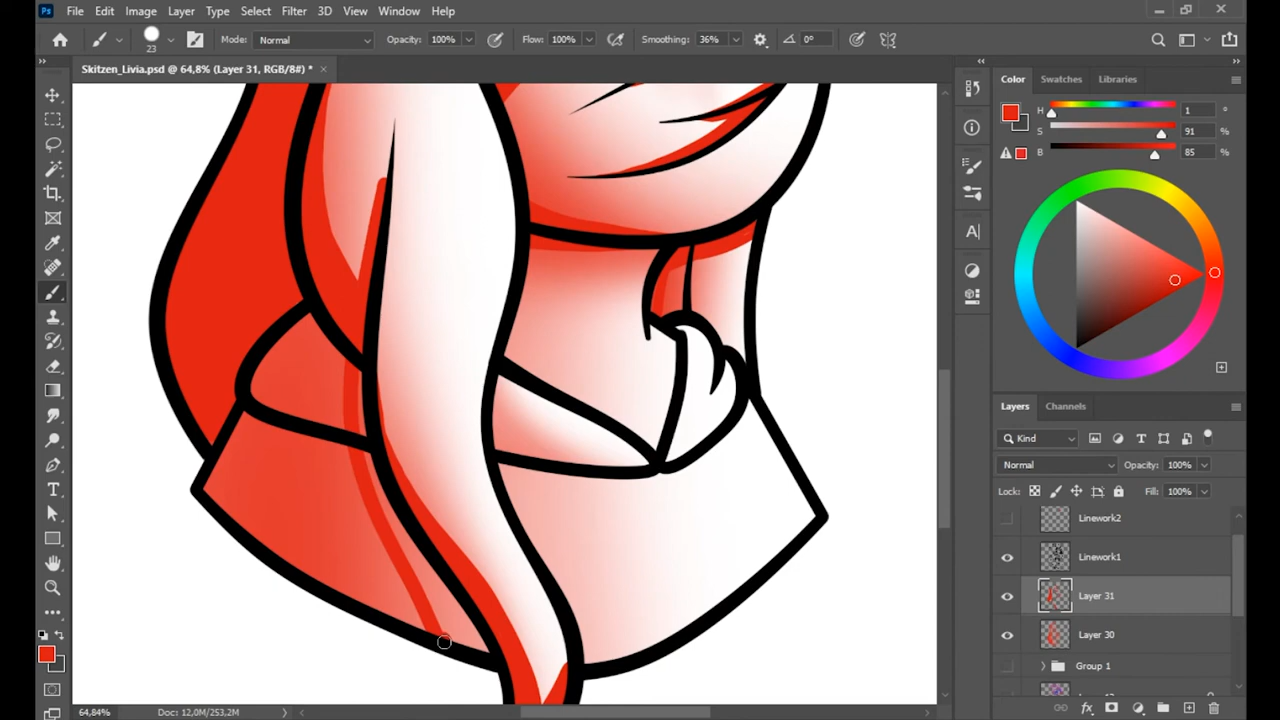 Ps File Edit Image Layer Type Select Filter 3D View Window Help
23 Mode: Normal Opacity: 100% Flow: 100% Smoothing: 36% 0°
Skitzen_Livia.psd @ 64,8% (Layer 31, RGB/8#) *
Color Swatches Libraries
H 1 °
S 91 %
B 85 %
Layers Channels
Kind
Normal Opacity: 100%
Lock: Fill: 100%
Linework2
Linework1
Layer 31
Layer 30
Group 1
64,84% Doc: 12,0M/253,2M